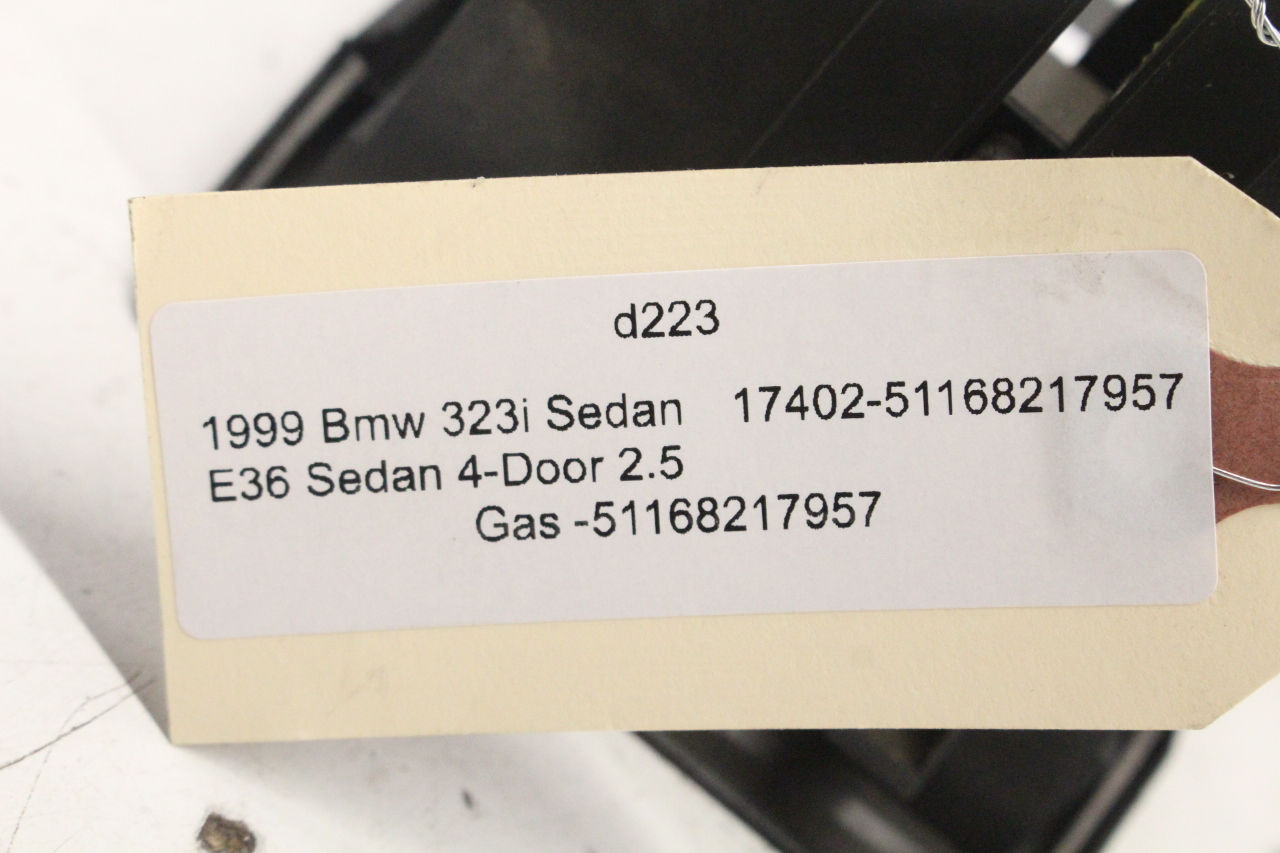 d223
1999 Bmw 323i Sedan 17402-51168217957
E36 Sedan 4-Door 2.5
Gas -51168217957